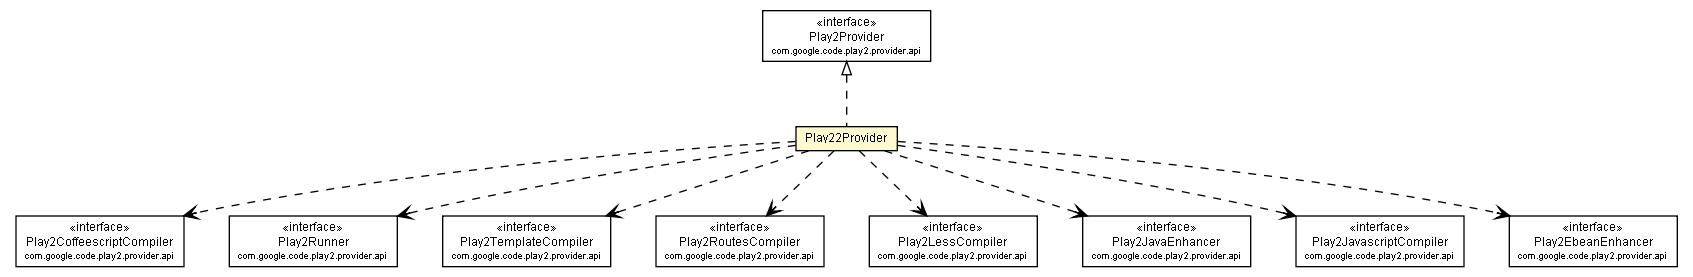 «interface»
Play2Provider
com.google.code.play2.provider.api
Play22Provider
«interface»
Play2CoffeescriptCompiler
com.google.code.play2.provider.api
«interface»
Play2Runner
com.google.code.play2.provider.api
«interface»
Play2TemplateCompiler
com.google.code.play2.provider.api
«interface»
Play2RoutesCompiler
com.google.code.play2.provider.api
«interface»
Play2LessCompiler
com.google.code.play2.provider.api
«interface»
Play2JavaEnhancer
com.google.code.play2.provider.api
«interface»
Play2JavascriptCompiler
com.google.code.play2.provider.api
«interface»
Play2EbeanEnhancer
com.google.code.play2.provider.api